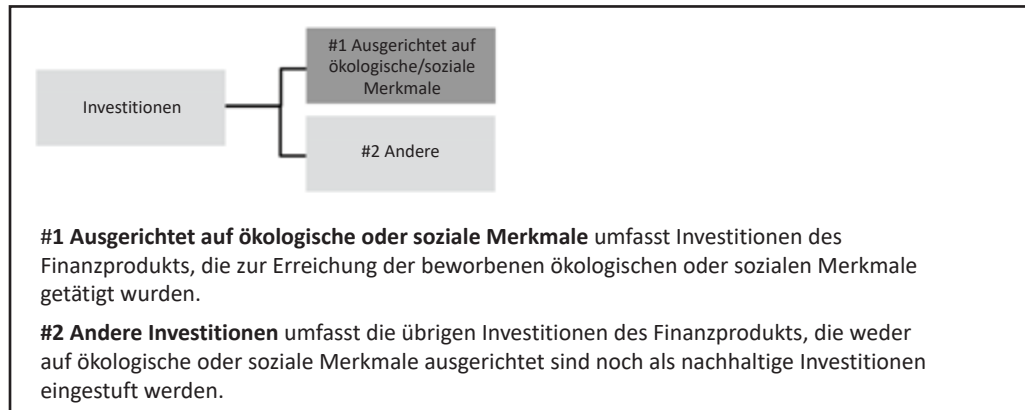 #1 Ausgerichtet auf
ökologische/soziale
Merkmale
Investitionen
#2 Andere
#1 Ausgerichtet auf ökologische oder soziale Merkmale umfasst Investitionen des
Finanzprodukts, die zur Erreichung der beworbenen ökologischen oder sozialen Merkmale
getätigt wurden.
#2 Andere Investitionen umfasst die übrigen Investitionen des Finanzprodukts, die weder
auf ökologische oder soziale Merkmale ausgerichtet sind noch als nachhaltige Investitionen
eingestuft werden.